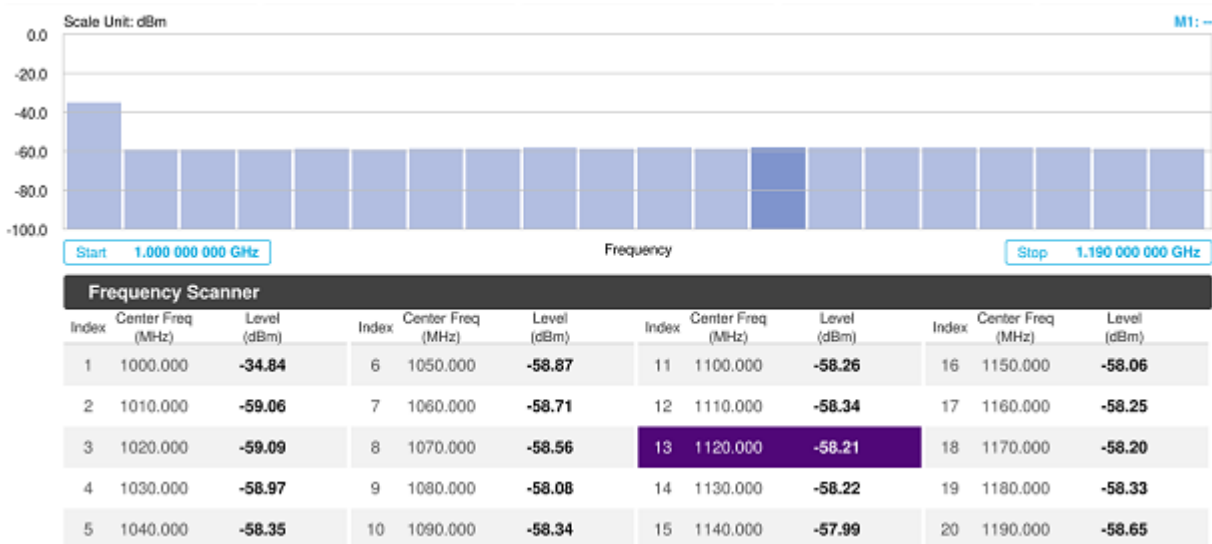 Scale Unit: dBm M1: --
0.0
-20.0
-40.0
-60.0
-80.0
-100.0
Start 1.000 000 000 GHz Frequency Stop 1.190 000 000 GHz
Frequency Scanner
Index Center Freq (MHz) Level (dBm) Index Center Freq (MHz) Level (dBm) Index Center Freq (MHz) Level (dBm) Index Center Freq (MHz) Level (dBm)
1 1000.000 -34.84 6 1050.000 -58.87 11 1100.000 -58.26 16 1150.000 -58.06
2 1010.000 -59.06 7 1060.000 -58.71 12 1110.000 -58.34 17 1160.000 -58.25
3 1020.000 -59.09 8 1070.000 -58.56 13 1120.000 -58.21 18 1170.000 -58.20
4 1030.000 -58.97 9 1080.000 -58.08 14 1130.000 -58.22 19 1180.000 -58.33
5 1040.000 -58.35 10 1090.000 -58.34 15 1140.000 -57.99 20 1190.000 -58.65